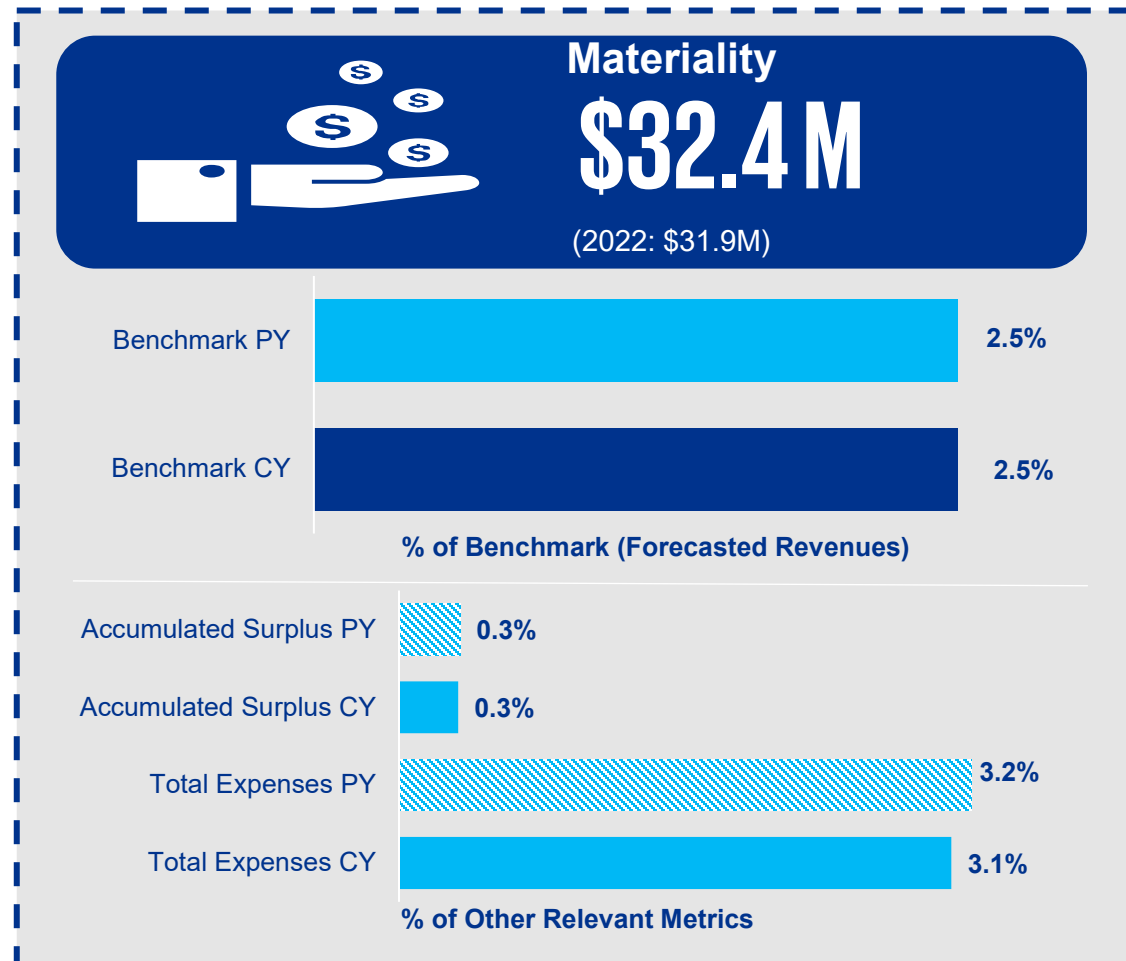 Materiality
$32.4 M
(2022: $31.9M)
Benchmark PY 2.5%
Benchmark CY 2.5%
% of Benchmark (Forecasted Revenues)
Accumulated Surplus PY 0.3%
Accumulated Surplus CY 0.3%
Total Expenses PY 3.2%
Total Expenses CY 3.1%
% of Other Relevant Metrics